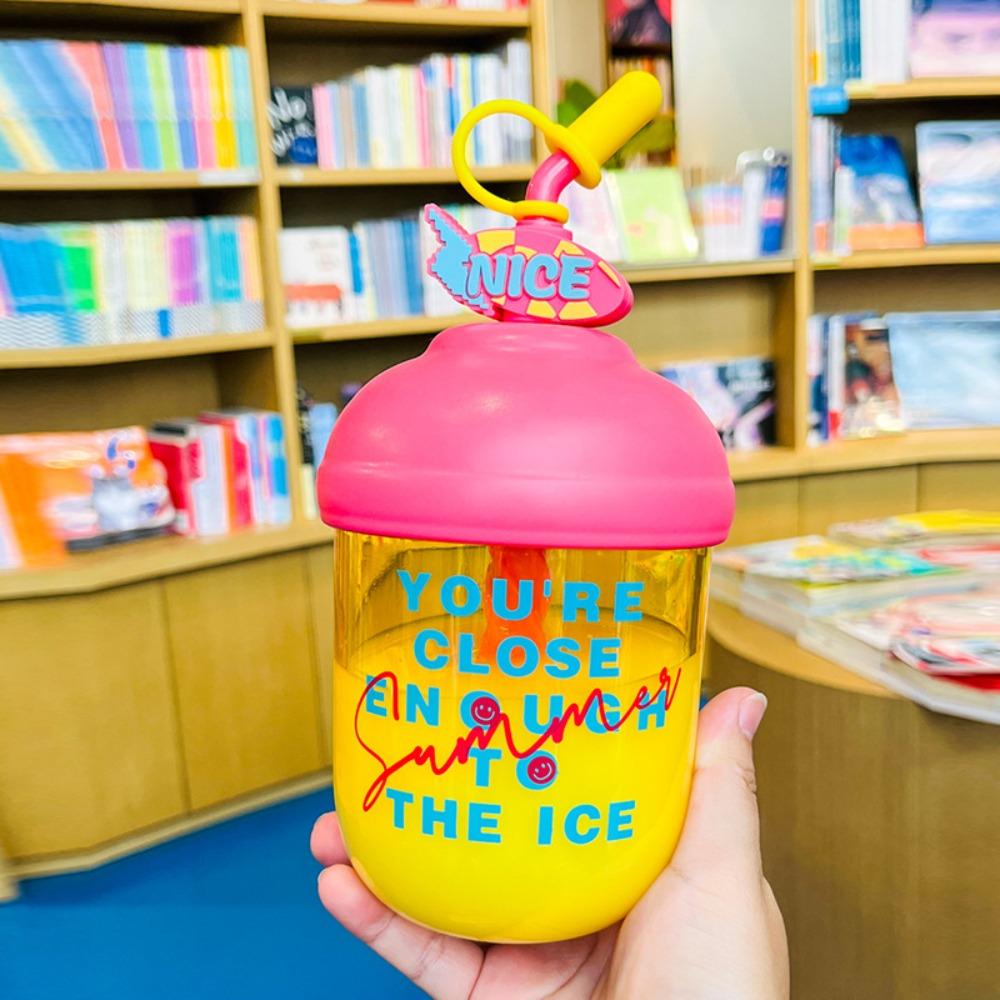 NICE
YOU'RE
CLOSE
ENOUGH
Summer
TO
THE ICE